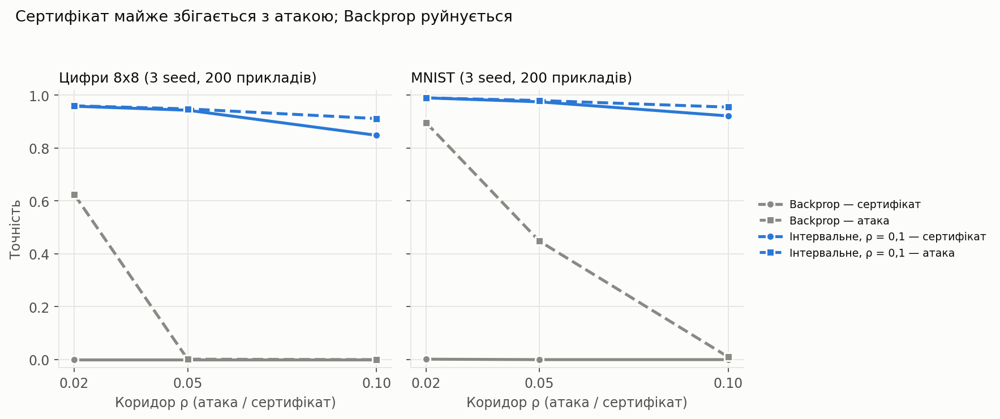 Сертифікат майже збігається з атакою; Backprop руйнується
Цифри 8x8 (3 seed, 200 прикладів)
MNIST (3 seed, 200 прикладів)
Точність
1.0
0.8
0.6
0.4
0.2
0.0
0.02
0.05
0.10
0.02
0.05
0.10
Коридор ρ (атака / сертифікат)
Коридор ρ (атака / сертифікат)
Backprop — сертифікат
Backprop — атака
Інтервальне, ρ = 0,1 — сертифікат
Інтервальне, ρ = 0,1 — атака